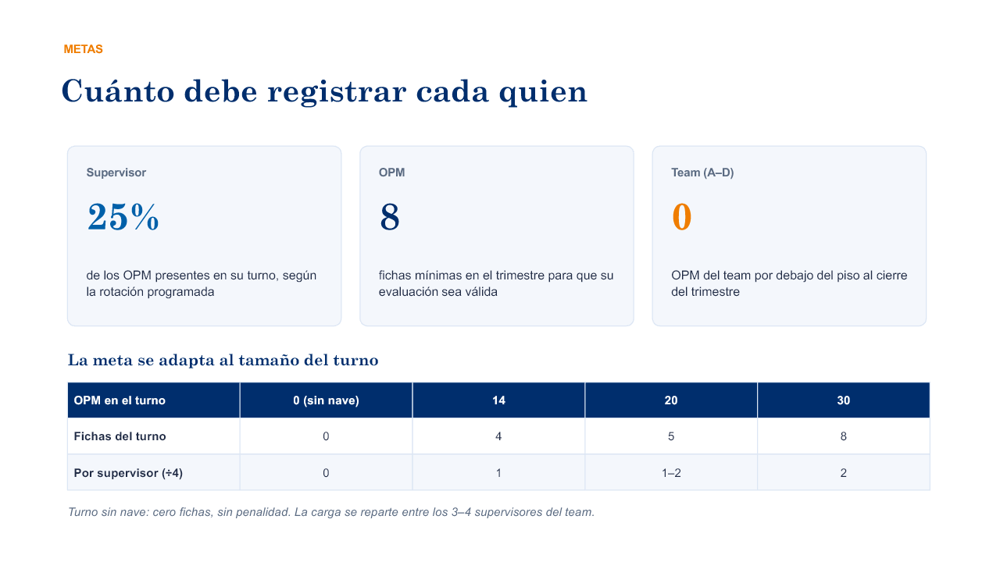 METAS
Cuánto debe registrar cada quien
Supervisor
25%
de los OPM presentes en su turno, según
la rotación programada
OPM
8
fichas mínimas en el trimestre para que su
evaluación sea válida
Team (A–D)
0
OPM del team por debajo del piso al cierre
del trimestre
La meta se adapta al tamaño del turno
OPM en el turno 0 (sin nave) 14 20 30
Fichas del turno 0 4 5 8
Por supervisor (÷4) 0 1 1–2 2
Turno sin nave: cero fichas, sin penalidad. La carga se reparte entre los 3–4 supervisores del team.